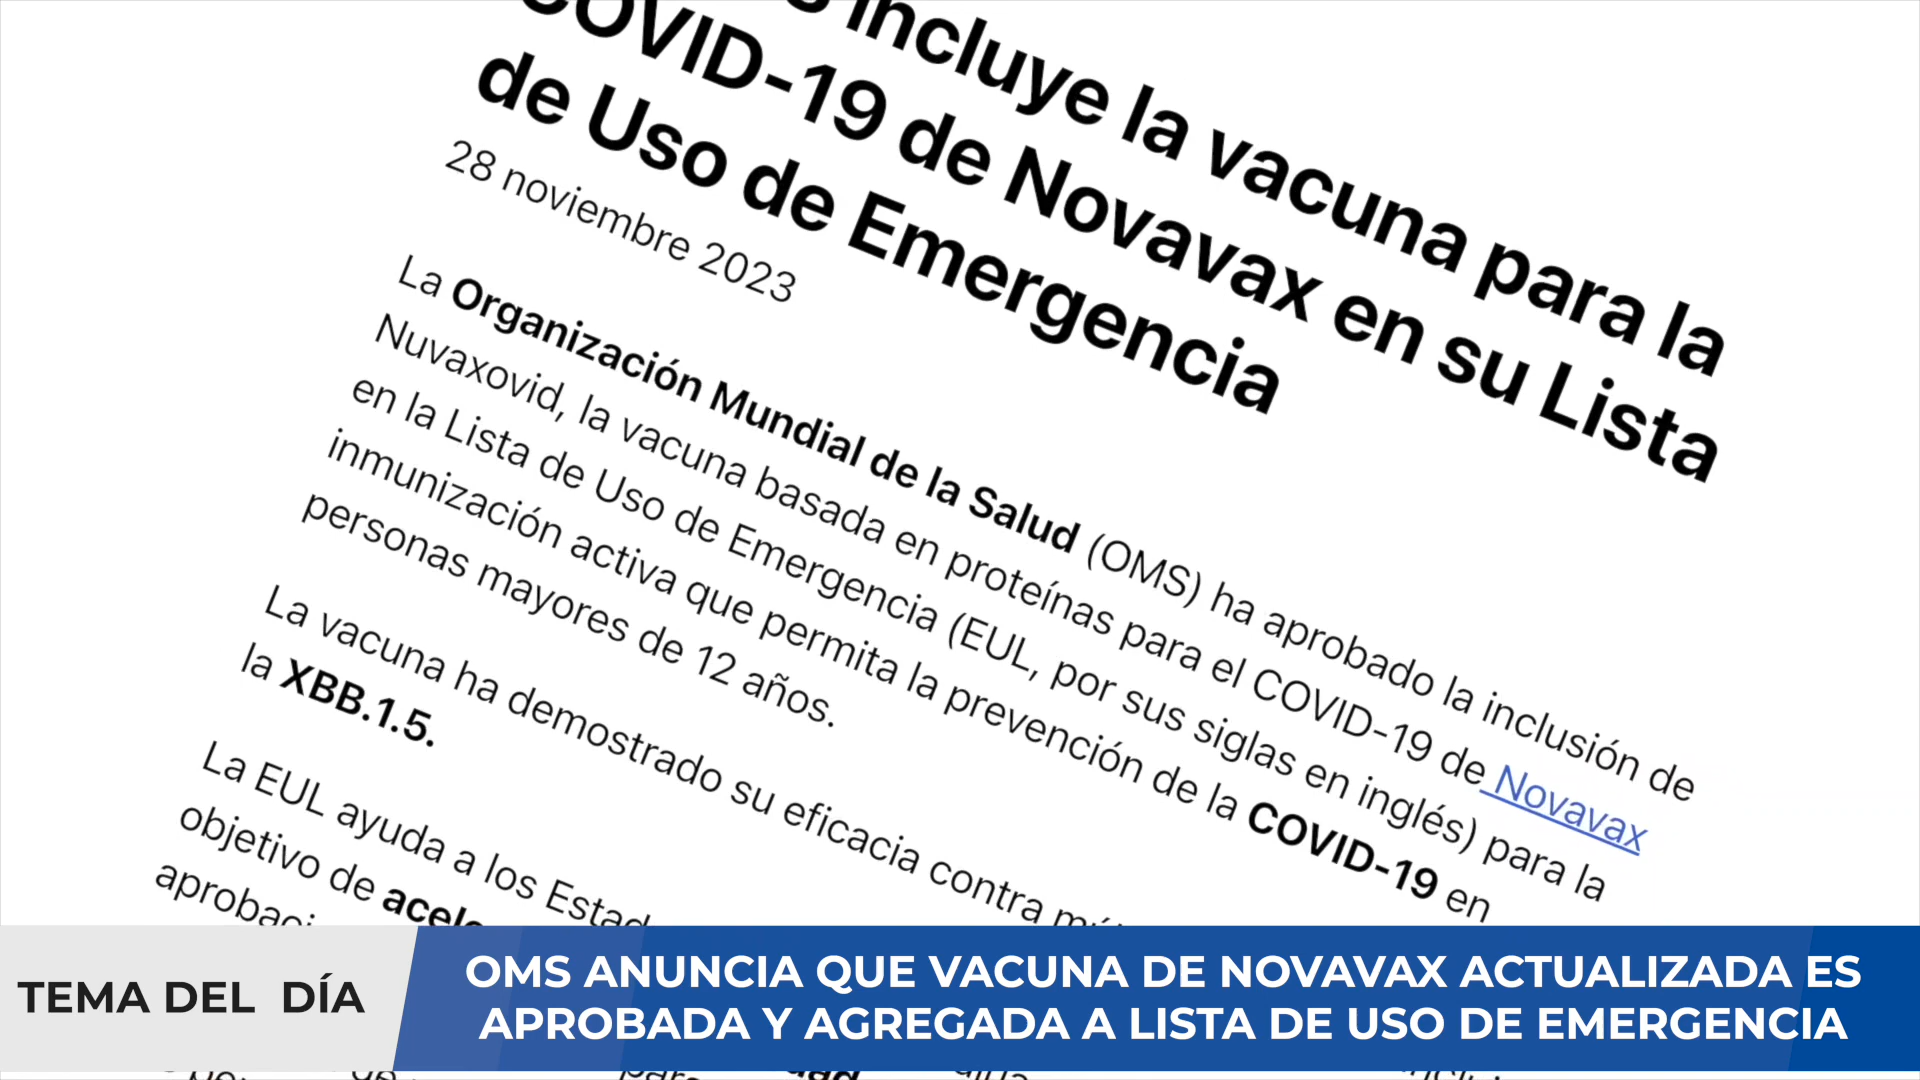 incluye la vacuna para la
COVID-19 de Novavax en su Lista
de Uso de Emergencia
28 noviembre 2023
La Organización Mundial de la Salud (OMS) ha aprobado la inclusión de
Nuvaxovid, la vacuna basada en proteínas para el COVID-19 de Novavax
en la Lista de Uso de Emergencia (EUL, por sus siglas en inglés) para la
inmunización activa que permita la prevención de la COVID-19 en
personas mayores de 12 años.
La vacuna ha demostrado su eficacia contra
la XBB.1.5.
La EUL ayuda a los
objetivo de
TEMA DEL DÍA
OMS ANUNCIA QUE VACUNA DE NOVAVAX ACTUALIZADA ES
APROBADA Y AGREGADA A LISTA DE USO DE EMERGENCIA